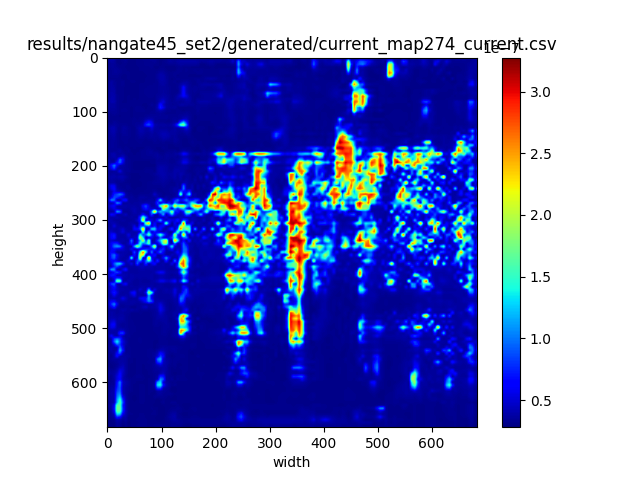 results/nangate45_set2/generated/current_map274_current.csv
1e−7
0
100
200
300
400
500
600
height
0 100 200 300 400 500 600
width
3.0
2.5
2.0
1.5
1.0
0.5